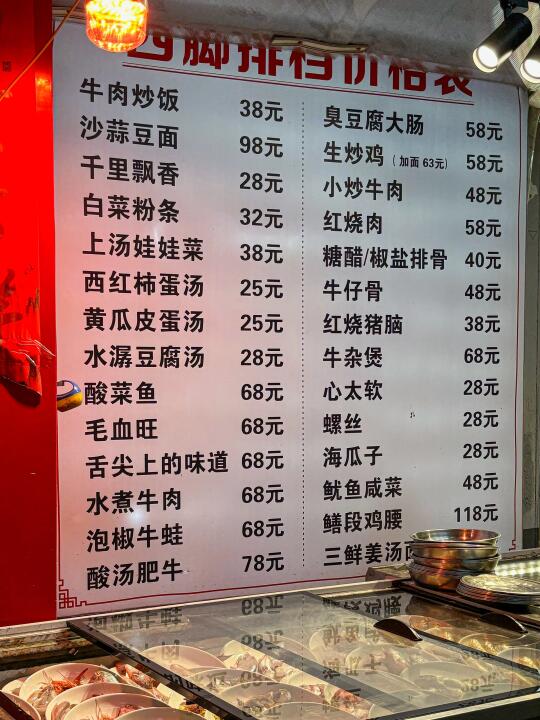 脚排档价格表
牛肉炒饭 38元
沙蒜豆面 98元
千里飘香 28元
白菜粉条 32元
上汤娃娃菜 38元
西红柿蛋汤 25元
黄瓜皮蛋汤 25元
水潺豆腐汤 28元
酸菜鱼 68元
毛血旺 68元
舌尖上的味道 68元
水煮牛肉 68元
泡椒牛蛙 68元
酸汤肥牛 78元
臭豆腐大肠 58元
生炒鸡（加面 63元） 58元
小炒牛肉 48元
红烧肉 58元
糖醋/椒盐排骨 40元
牛仔骨 48元
红烧猪脑 38元
牛杂煲 68元
心太软 28元
螺丝 28元
海瓜子 28元
鱿鱼咸菜 48元
鳝段鸡腰 118元
三鲜姜汤面